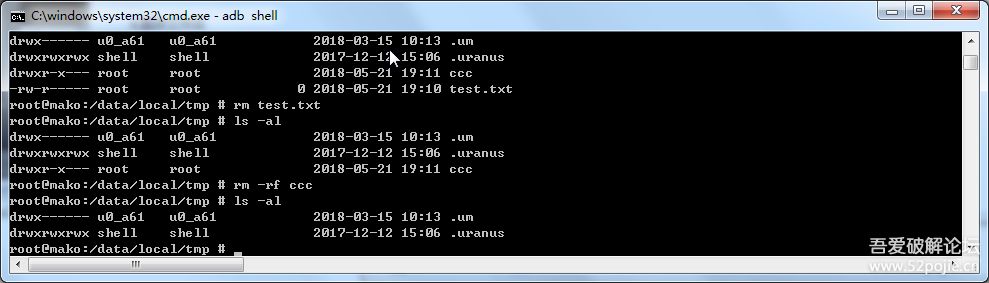 C:\windows\system32\cmd.exe - adb  shell
drwx------ u0_a61   u0_a61            2018-03-15 10:13 .um
drwxrwxrwx shell    shell             2017-12-12 15:06 .uranus
drwxr-x--- root     root              2018-05-21 19:11 ccc
-rw-r----- root     root            0 2018-05-21 19:10 test.txt
root@mako:/data/local/tmp # rm test.txt
root@mako:/data/local/tmp # ls -al
drwx------ u0_a61   u0_a61            2018-03-15 10:13 .um
drwxrwxrwx shell    shell             2017-12-12 15:06 .uranus
drwxr-x--- root     root              2018-05-21 19:11 ccc
root@mako:/data/local/tmp # rm -rf ccc
root@mako:/data/local/tmp # ls -al
drwx------ u0_a61   u0_a61            2018-03-15 10:13 .um
drwxrwxrwx shell    shell             2017-12-12 15:06 .uranus
root@mako:/data/local/tmp #
吾爱破解论坛
www.52pojie.cn